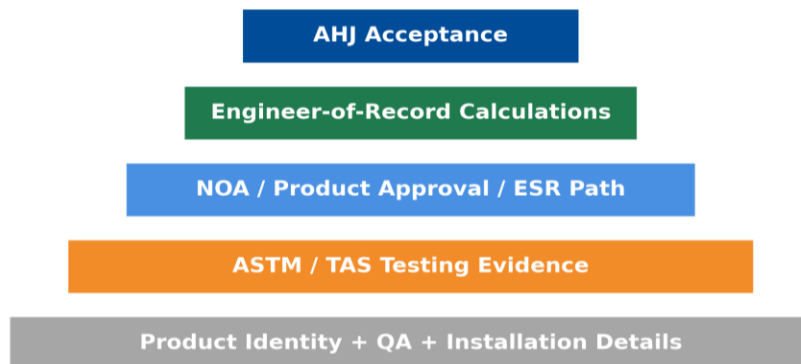 AHJ Acceptance
Engineer-of-Record Calculations
NOA / Product Approval / ESR Path
ASTM / TAS Testing Evidence
Product Identity + QA + Installation Details